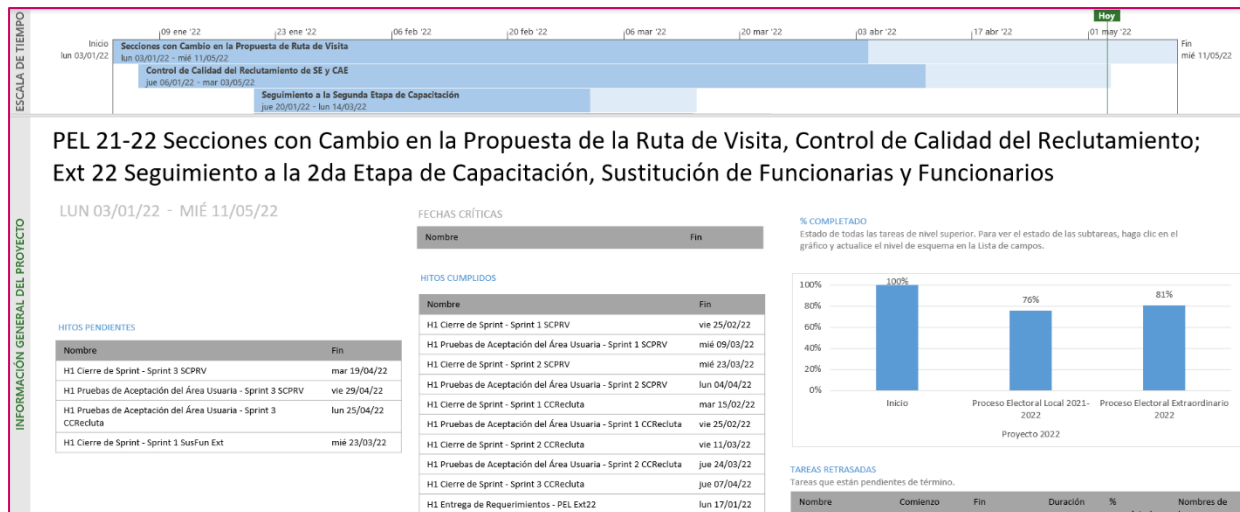 ESCALA DE TIEMPO
Hoy
09 ene '22
23 ene '22
06 feb '22
20 feb '22
06 mar '22
20 mar '22
03 abr '22
17 abr '22
01 may '22
Inicio
lun 03/01/22
Secciones con Cambio en la Propuesta de Ruta de Visita
lun 03/01/22 - mié 11/05/22
Control de Calidad del Reclutamiento de SE y CAE
jue 06/01/22 - mar 03/05/22
Seguimiento a la Segunda Etapa de Capacitación
jue 20/01/22 - lun 14/03/22
Fin
mié 11/05/22
INFORMACIÓN GENERAL DEL PROYECTO
PEL 21-22 Secciones con Cambio en la Propuesta de la Ruta de Visita, Control de Calidad del Reclutamiento;
Ext 22 Seguimiento a la 2da Etapa de Capacitación, Sustitución de Funcionarias y Funcionarios
LUN 03/01/22 - MIÉ 11/05/22
HITOS PENDIENTES
Nombre Fin
H1 Cierre de Sprint - Sprint 3 SCPRV mar 19/04/22
H1 Pruebas de Aceptación del Área Usuaria - Sprint 3 SCPRV vie 29/04/22
H1 Pruebas de Aceptación del Área Usuaria - Sprint 3 lun 25/04/22
CCRecluta
H1 Cierre de Sprint - Sprint 1 SusFun Ext mié 23/03/22
FECHAS CRÍTICAS
Nombre Fin
HITOS CUMPLIDOS
Nombre Fin
H1 Cierre de Sprint - Sprint 1 SCPRV vie 25/02/22
H1 Pruebas de Aceptación del Área Usuaria - Sprint 1 SCPRV mié 09/03/22
H1 Cierre de Sprint - Sprint 2 SCPRV mié 23/03/22
H1 Pruebas de Aceptación del Área Usuaria - Sprint 2 SCPRV lun 04/04/22
H1 Cierre de Sprint - Sprint 1 CCRecluta mar 15/02/22
H1 Pruebas de Aceptación del Área Usuaria - Sprint 1 CCRecluta vie 25/02/22
H1 Cierre de Sprint - Sprint 2 CCRecluta vie 11/03/22
H1 Pruebas de Aceptación del Área Usuaria - Sprint 2 CCRecluta jue 24/03/22
H1 Cierre de Sprint - Sprint 3 CCRecluta jue 07/04/22
H1 Entrega de Requerimientos - PEL Ext22 lun 17/01/22
% COMPLETADO
Estado de todas las tareas de nivel superior. Para ver el estado de las subtareas, haga clic en el
gráfico y actualice el nivel de esquema en la Lista de campos.
100%
80%
60%
40%
20%
0%
100%
76%
81%
Inicio
Proceso Electoral Local 2021-
2022
Proceso Electoral Extraordinario
2022
Proyecto 2022
TAREAS RETRASADAS
Tareas que están pendientes de término.
Nombre Comienzo Fin Duración % Nombres de